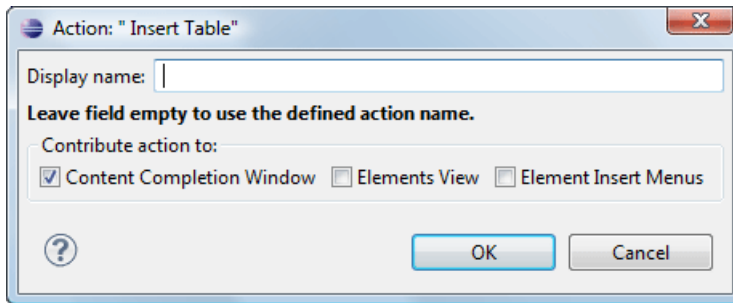 Action: " Insert Table"
Display name:
Leave field empty to use the defined action name.
Contribute action to:
Content Completion Window Elements View Element Insert Menus
? OK Cancel